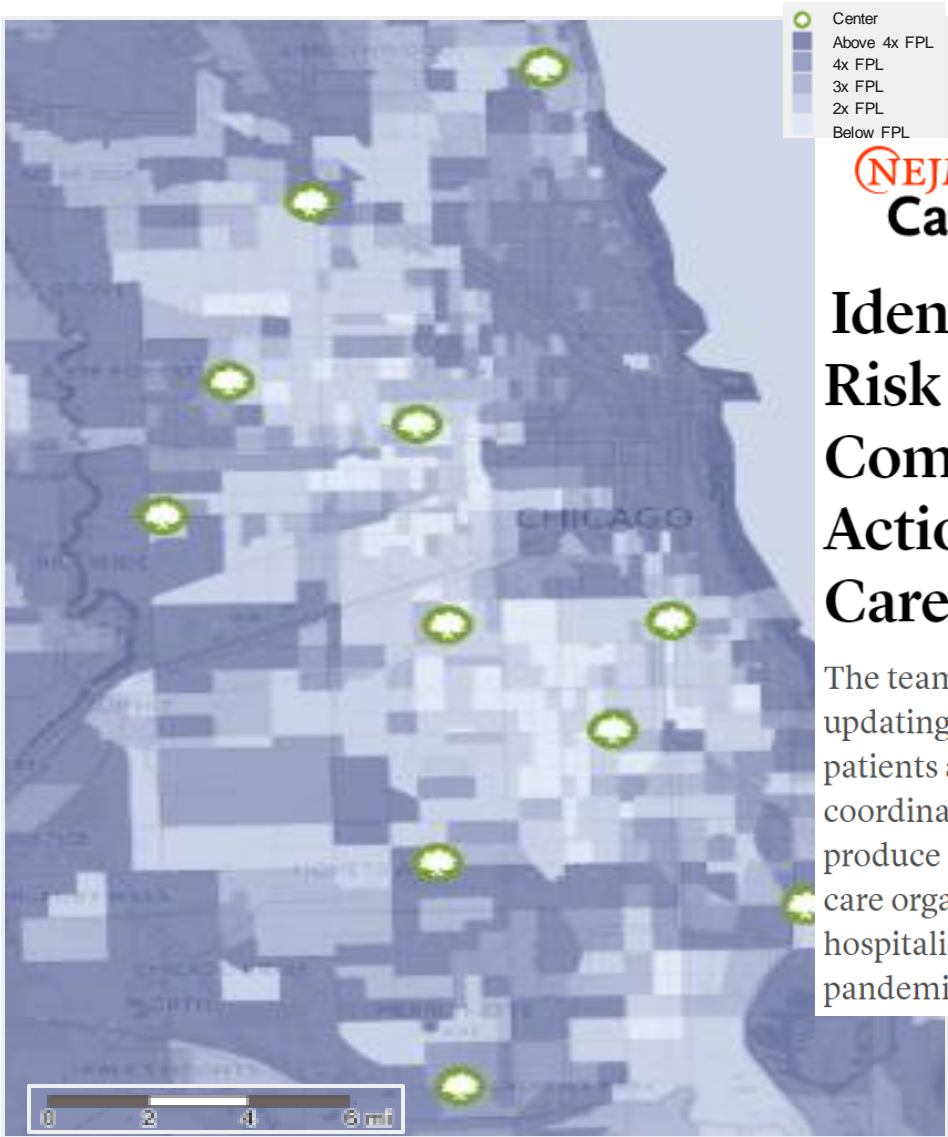 Center
Above 4x FPL
4x FPL
3x FPL
2x FPL
Below FPL
NEJM
Ca
Iden
Risk
Com
Actio
Care
The team
updating
patients a
coordina
produce
care orga
hospitali
pandemi
CHICAGO
0 2 4 6 mi